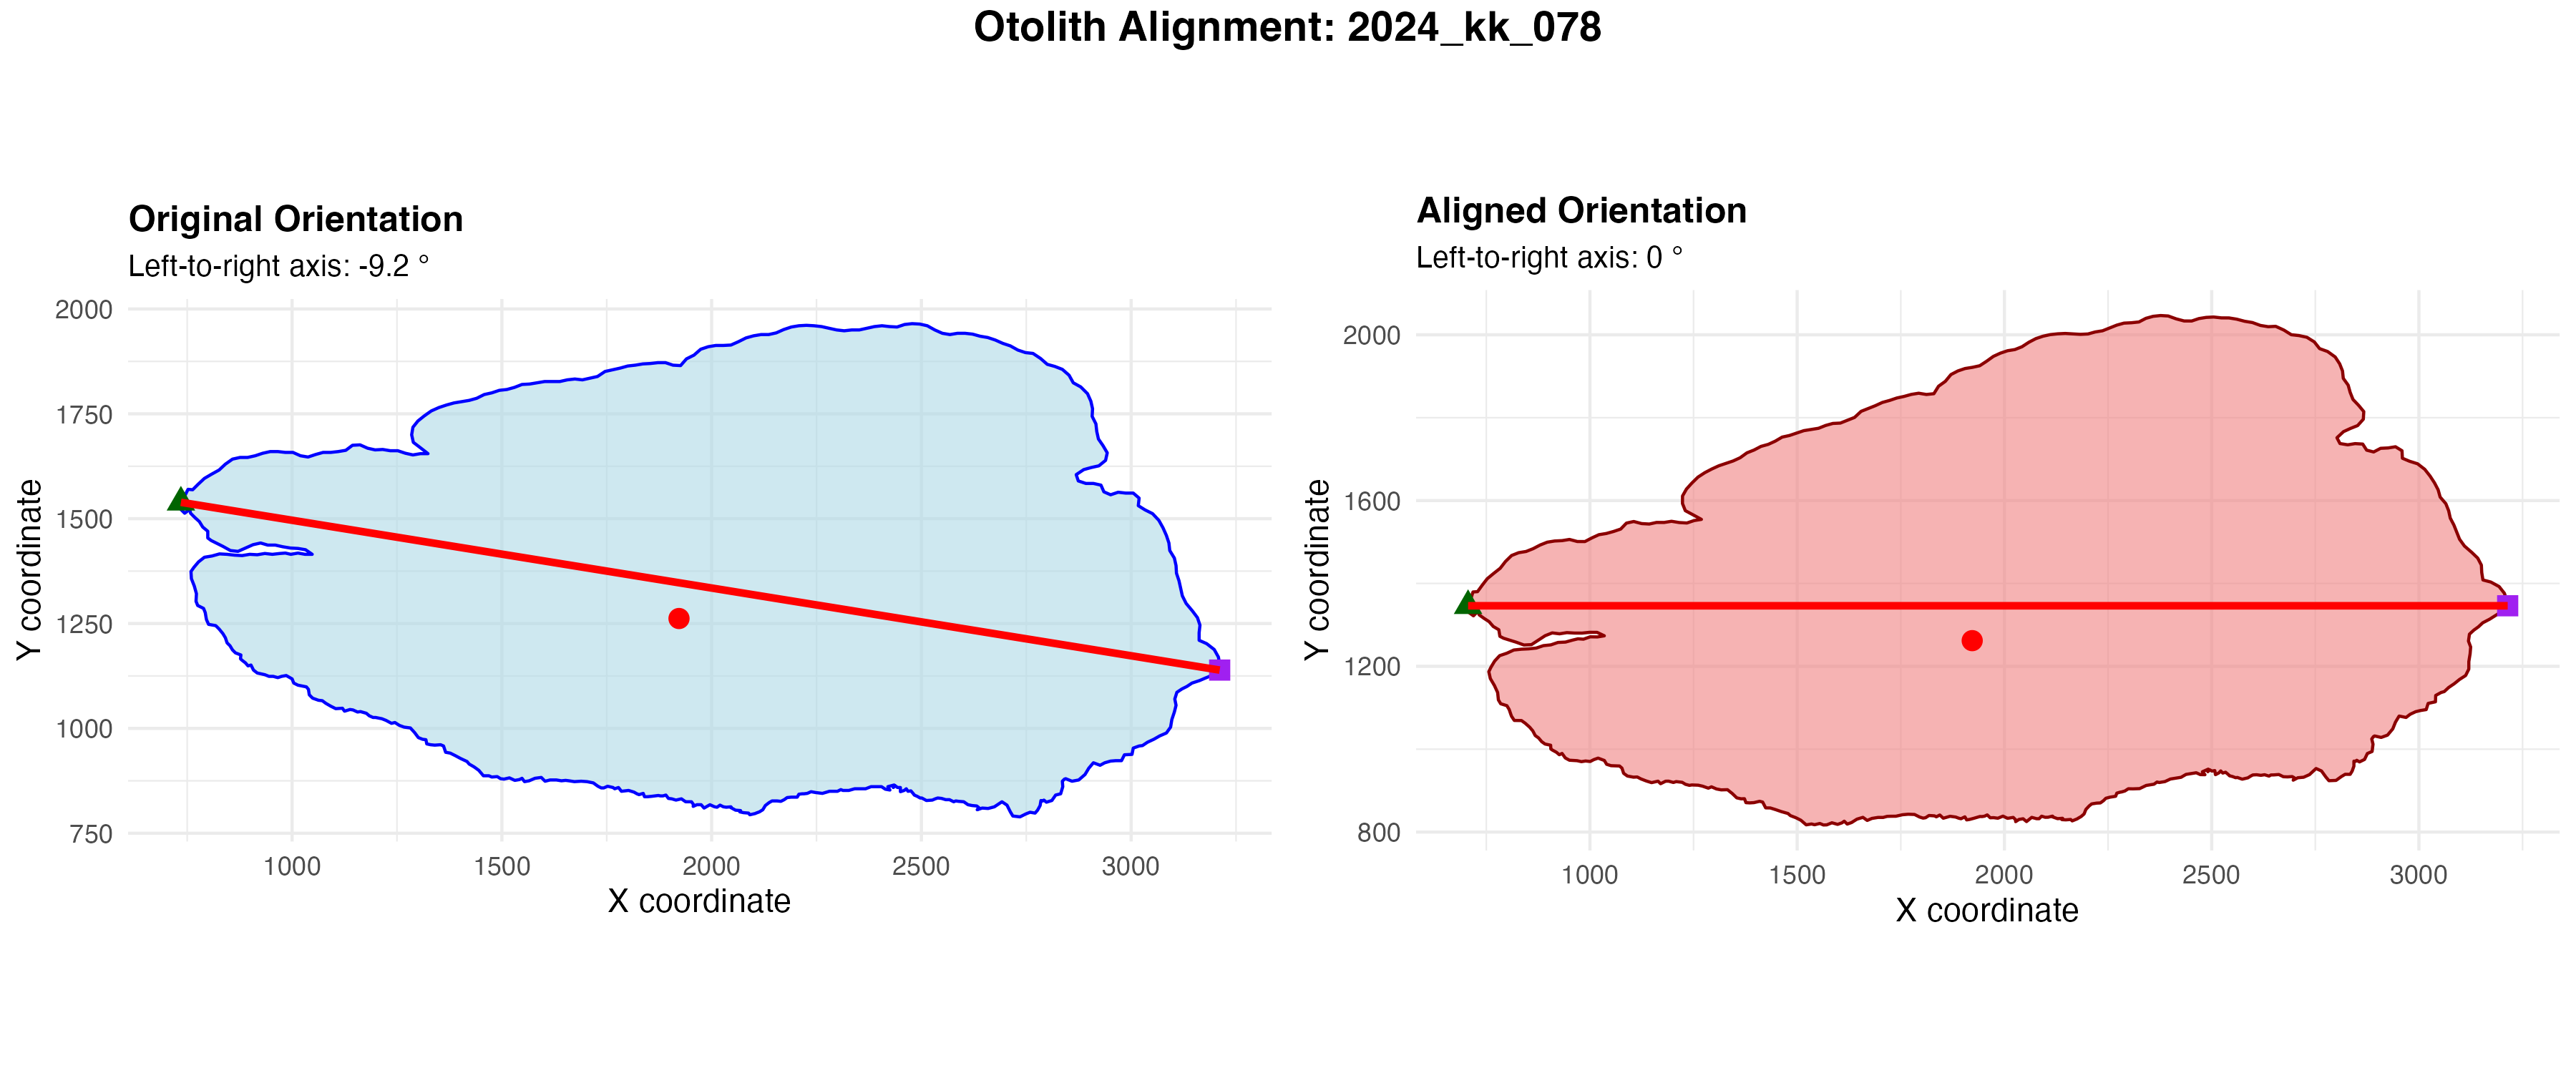 Otolith Alignment: 2024_kk_078
Original Orientation
Left-to-right axis: -9.2 °
2000
1750
1500
1250
1000
750
Y coordinate
1000
1500
2000
2500
3000
X coordinate
Aligned Orientation
Left-to-right axis: 0 °
2000
1600
1200
800
Y coordinate
1000
1500
2000
2500
3000
X coordinate